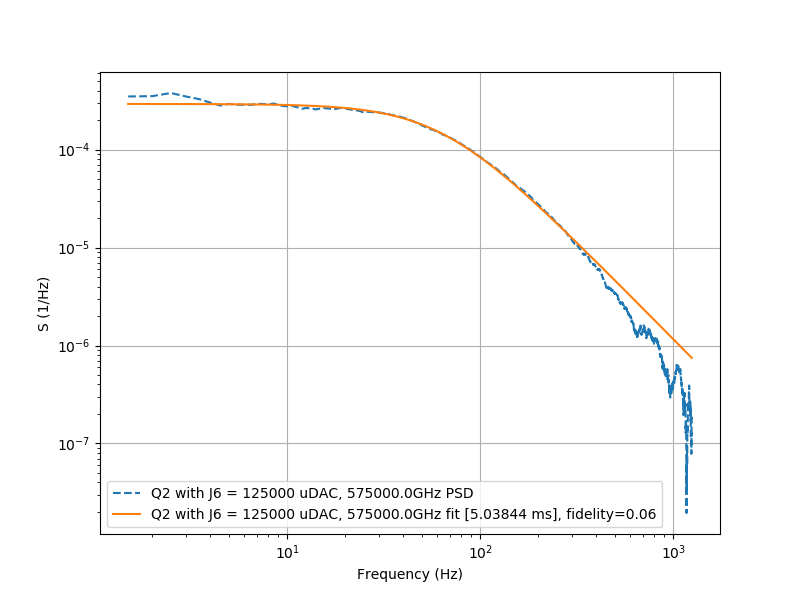 S (1/Hz)
10⁻⁴
10⁻⁵
10⁻⁶
10⁻⁷
Q2 with J6 = 125000 uDAC, 575000.0GHz PSD
Q2 with J6 = 125000 uDAC, 575000.0GHz fit [5.03844 ms], fidelity=0.06
10¹ 10² 10³
Frequency (Hz)